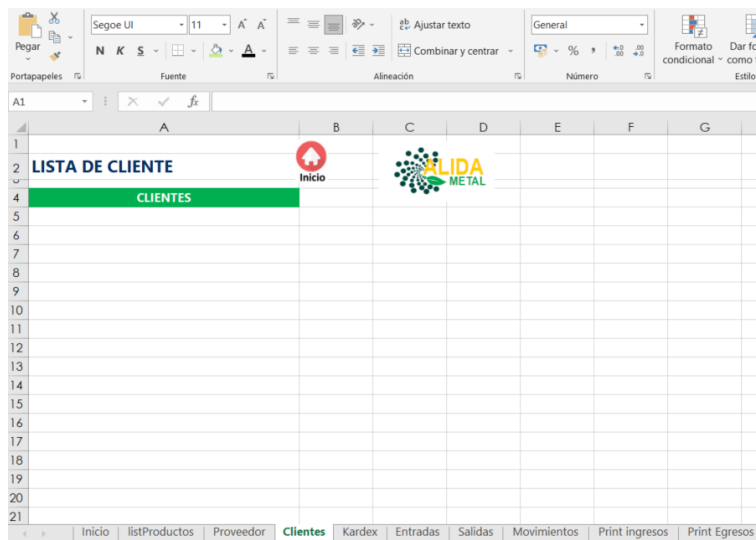 Segoe UI 11 A A Ajustar texto General
Pegar N K S A Combinar y centrar % Formato Dar fo
condicional como
Portapapeles Fuente Alineación Número Estilo
A1 fx
A B C D E F G
1
2 LISTA DE CLIENTE Inicio ALIDA METAL
4 CLIENTES
5
6
7
8
9
10
11
12
13
14
15
16
17
18
19
20
21
Inicio listProductos Proveedor Clientes Kardex Entradas Salidas Movimientos Print ingresos Print Egresos